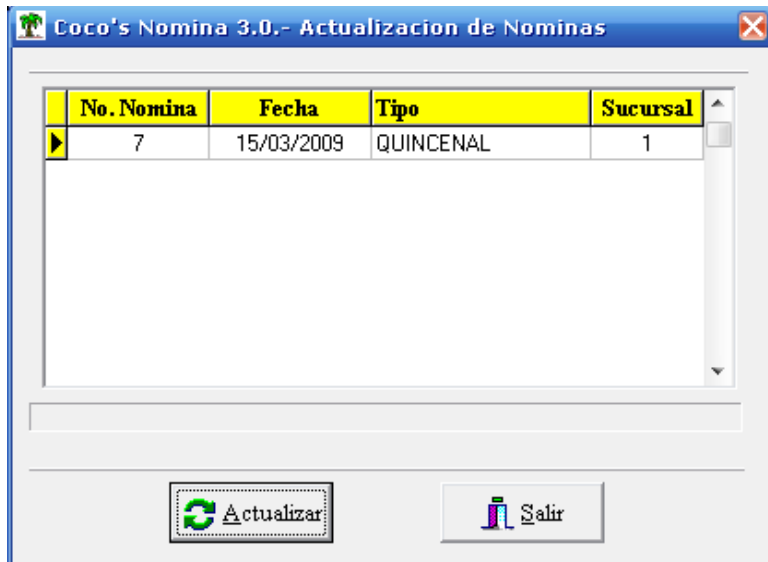 Coco's Nomina 3.0.- Actualizacion de Nominas
No. Nomina Fecha Tipo Sucursal
7 15/03/2009 QUINCENAL 1
Actualizar Salir